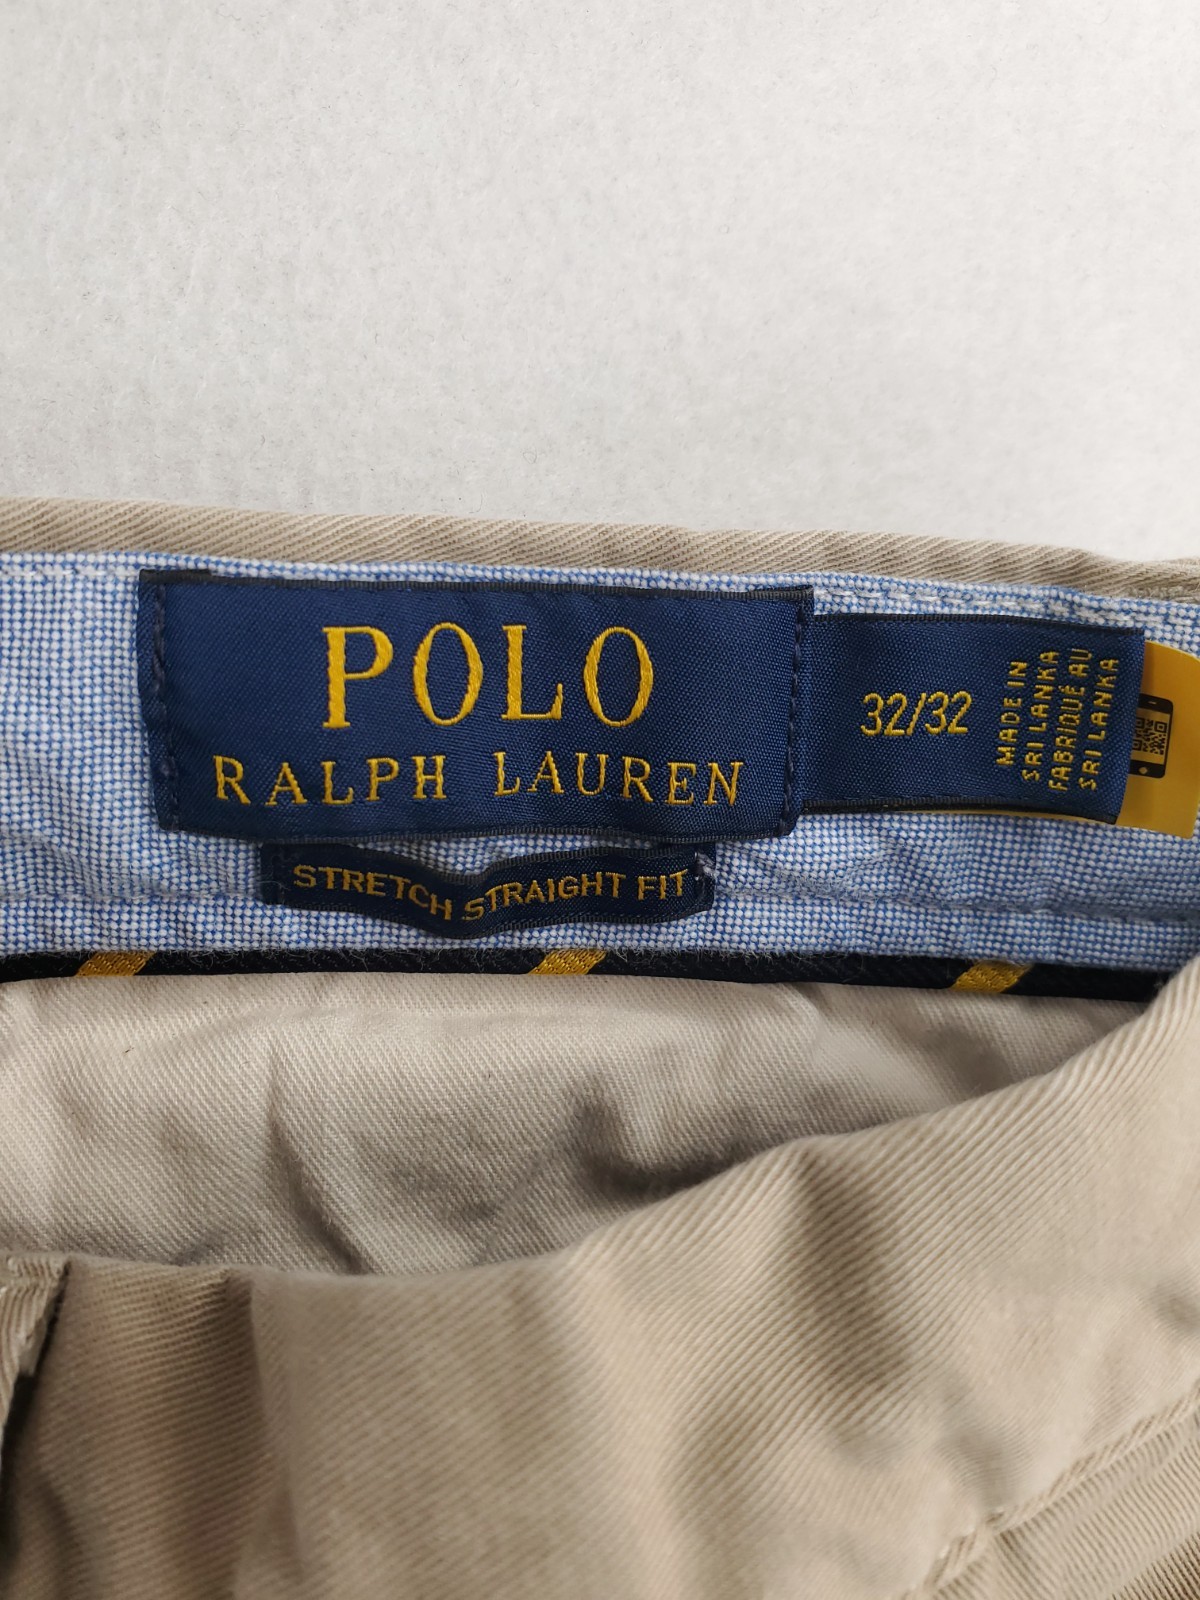 POLO
RALPH LAUREN
32/32
MADE IN
SRI LANKA
FABRIQUÉ AU
SRI LANKA
STRETCH STRAIGHT FIT